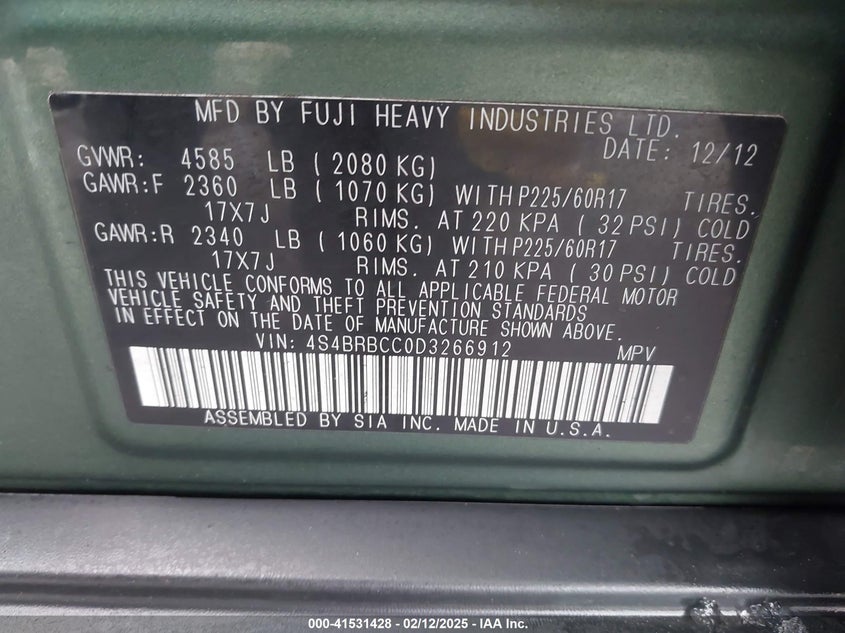 MFD BY FUJI HEAVY INDUSTRIES LTD.
DATE: 12/12
GVWR: 4585 LB ( 2080 KG)
GAWR:F 2360 LB ( 1070 KG) WITH P225/60R17 TIRES.
17X7J RIMS. AT 220 KPA ( 32 PSI) COLD
GAWR:R 2340 LB ( 1060 KG) WITH P225/60R17 TIRES.
17X7J RIMS. AT 210 KPA ( 30 PSI) COLD
THIS VEHICLE CONFORMS TO ALL APPLICABLE FEDERAL MOTOR
VEHICLE SAFETY AND THEFT PREVENTION STANDARDS
IN EFFECT ON THE DATE OF MANUFACTURE SHOWN ABOVE.
VIN: 4S4BRBCC0D3266912 MPV
ASSEMBLED BY SIA INC. MADE IN U.S.A.
000-41531428 - 02/12/2025 - IAA Inc.